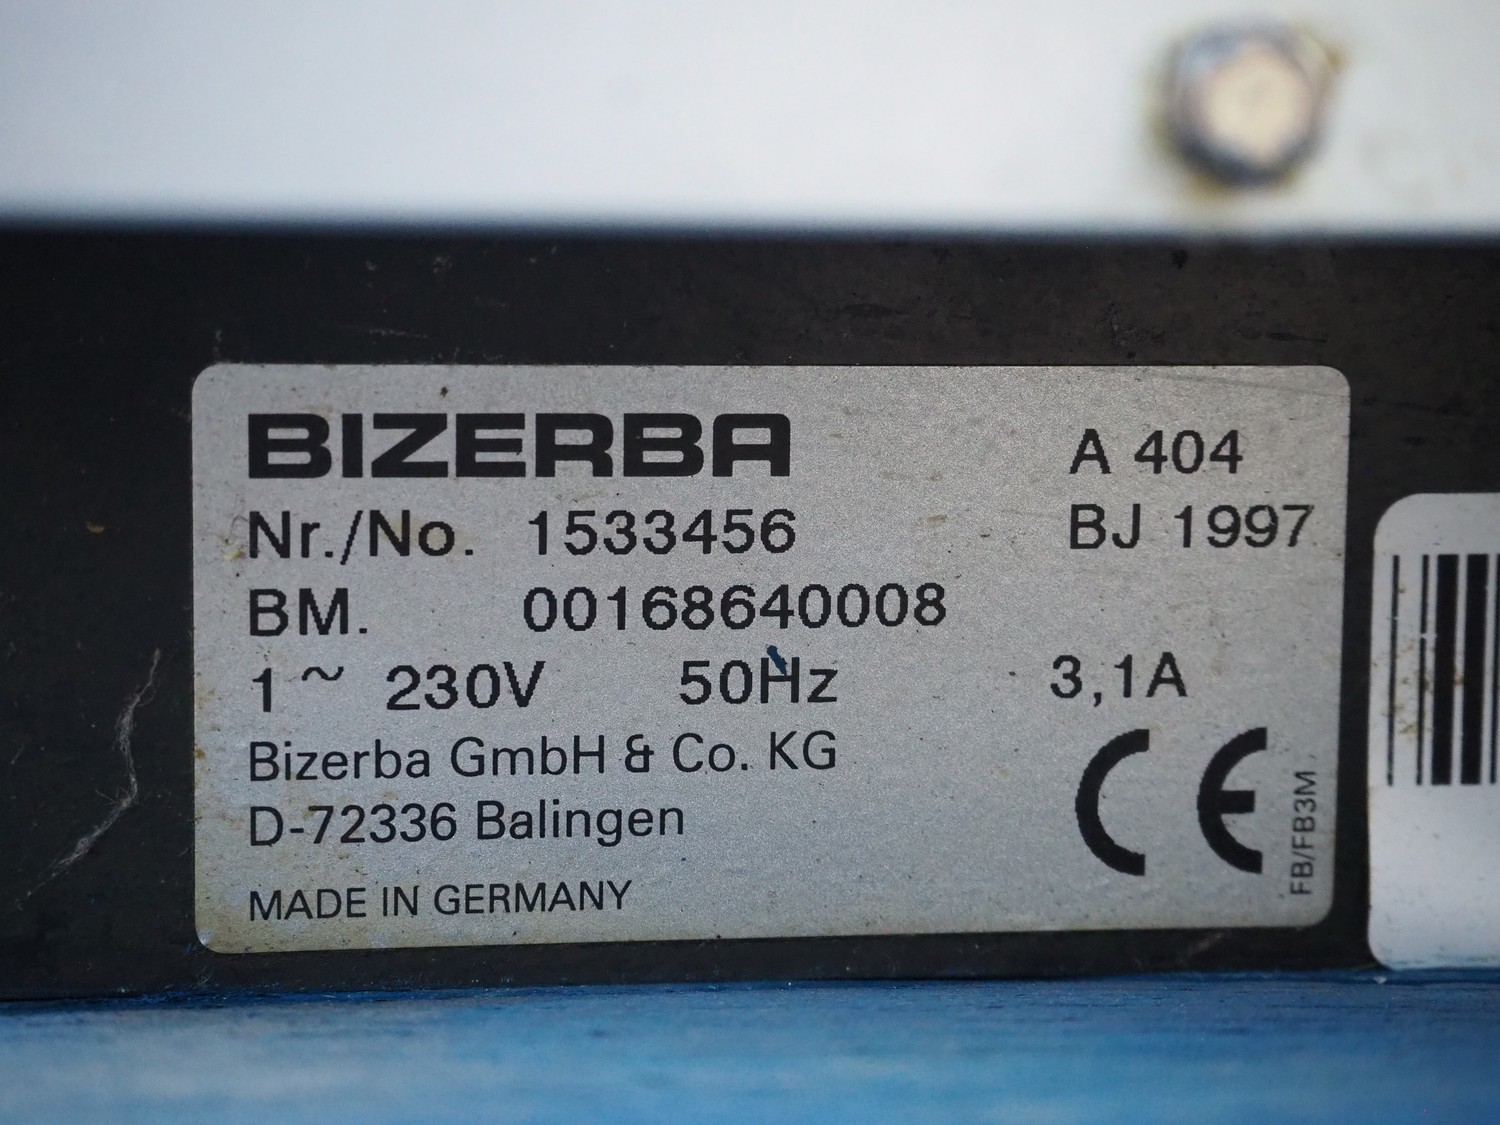 BIZERBA A 404
Nr./No. 1533456 BJ 1997
BM. 00168640008
1 ~ 230V 50Hz 3,1A
Bizerba GmbH & Co. KG
D-72336 Balingen
MADE IN GERMANY
CE
FB/FB3M